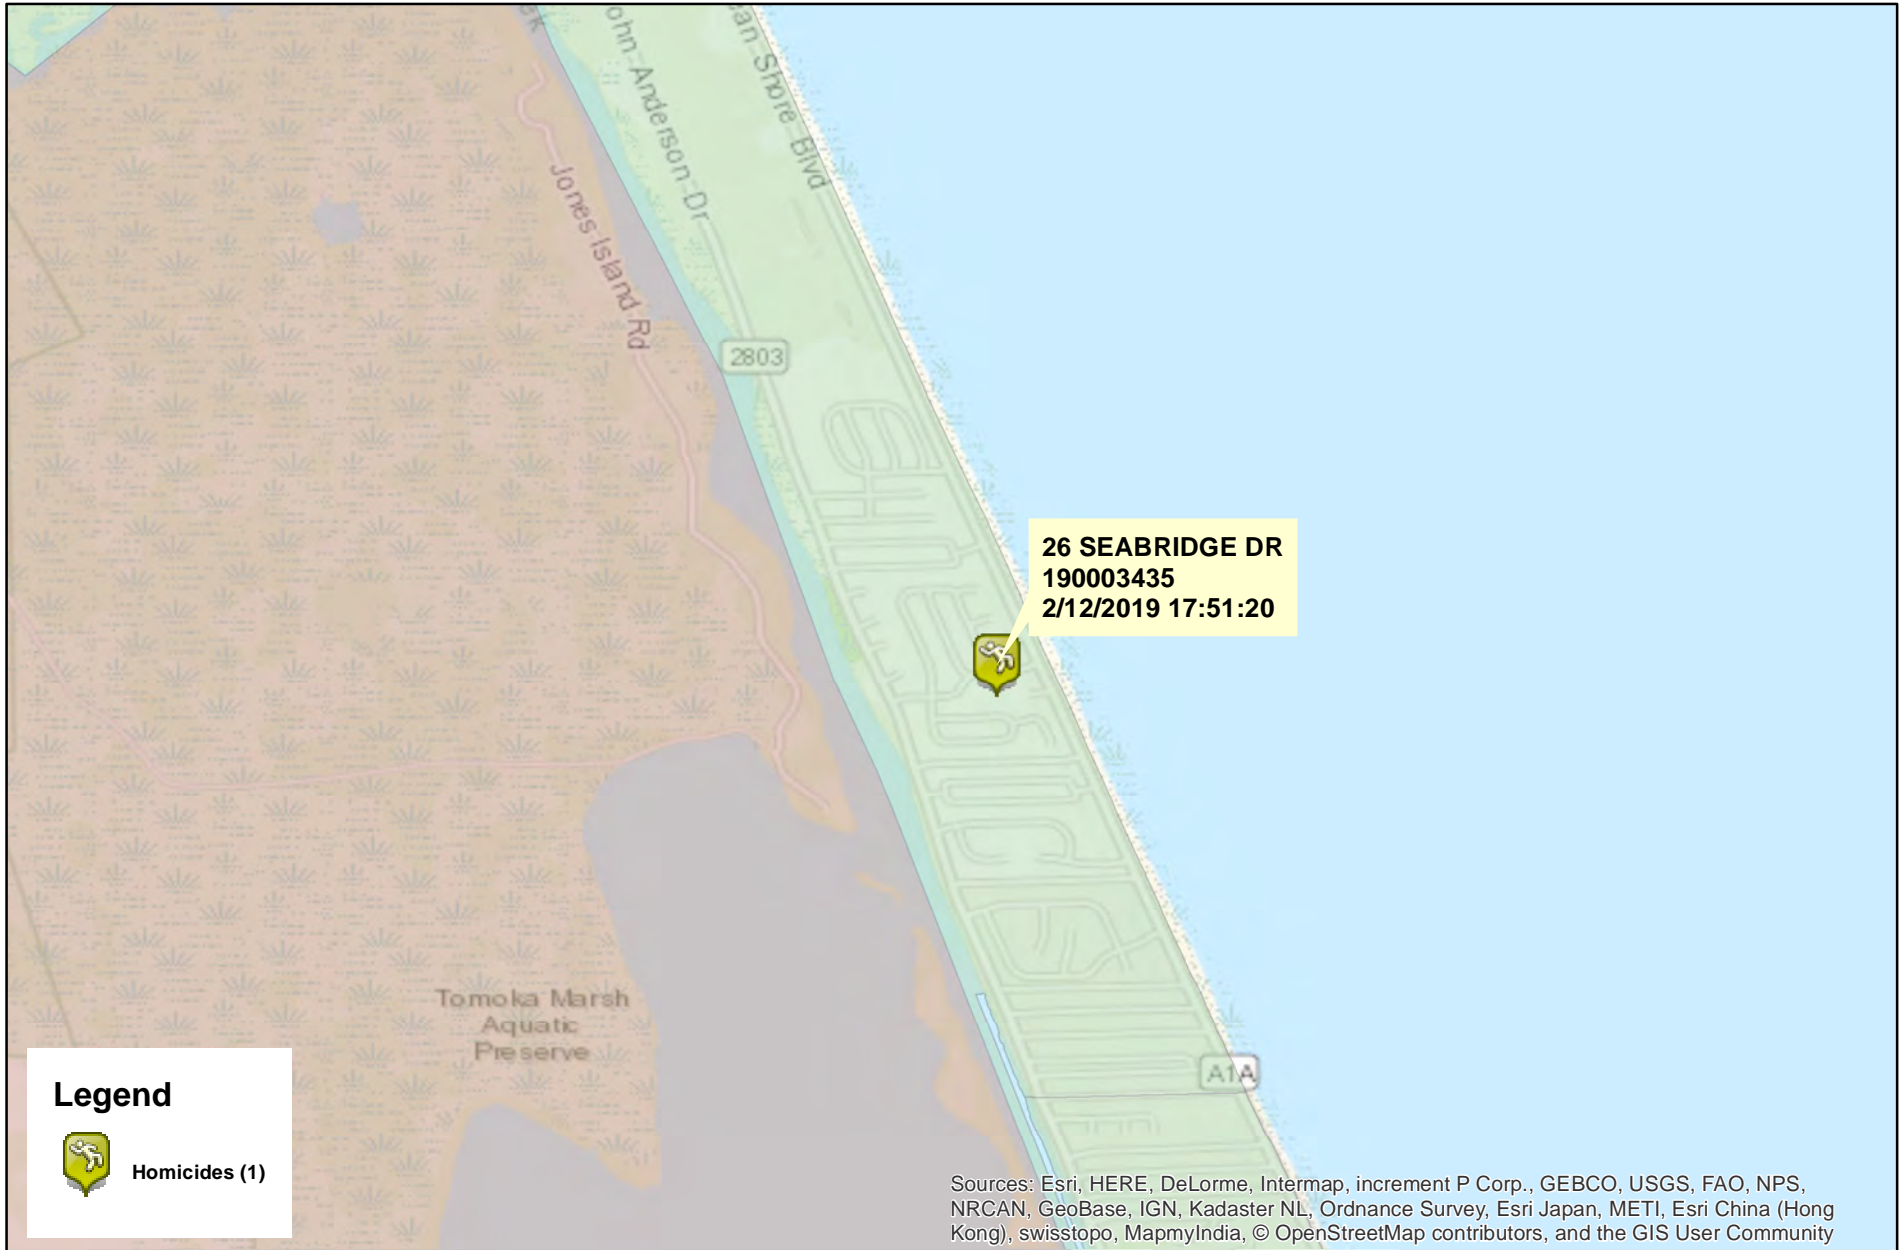 ohn-Anderson-Dr
Shore Blvd
Jones Island Rd
2803
26 SEABRIDGE DR
190003435
2/12/2019 17:51:20
Tomoka Marsh
Aquatic
Preserve
A1A
Legend
Homicides (1)
Sources: Esri, HERE, DeLorme, Intermap, increment P Corp., GEBCO, USGS, FAO, NPS,
NRCAN, GeoBase, IGN, Kadaster NL, Ordnance Survey, Esri Japan, METI, Esri China (Hong
Kong), swisstopo, MapmyIndia, © OpenStreetMap contributors, and the GIS User Community